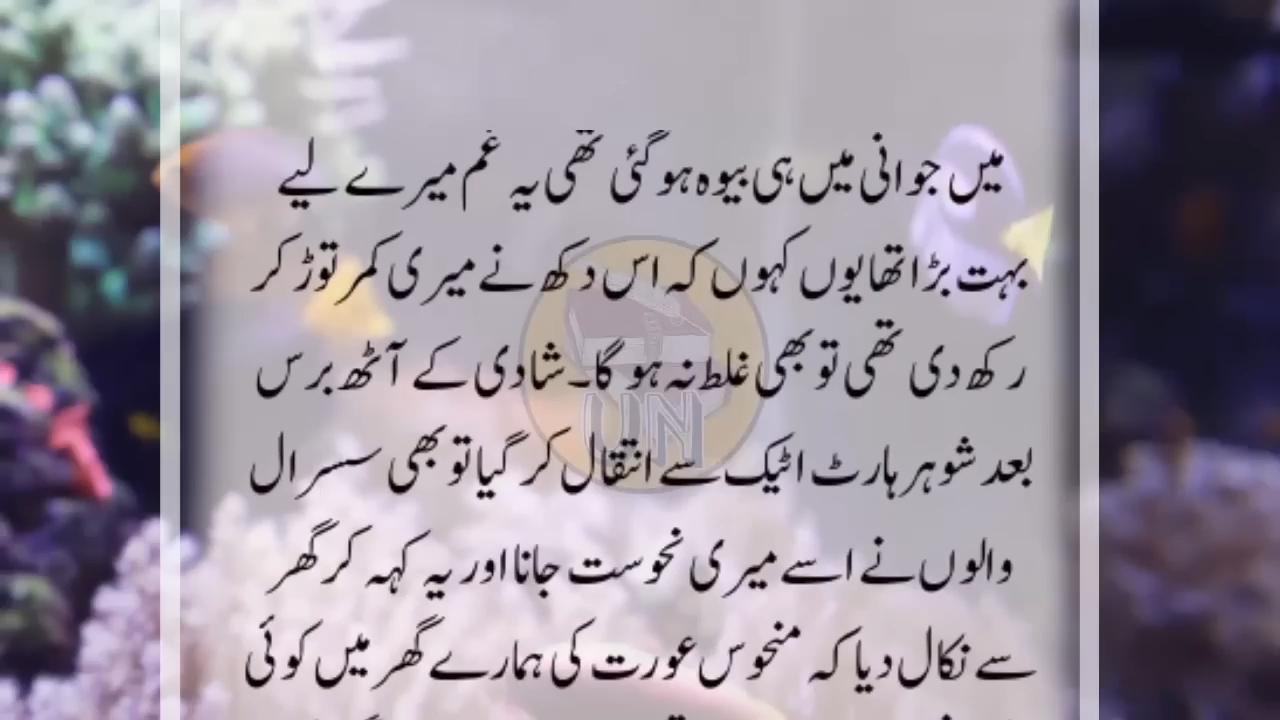 میں جوانی میں ہی بیوہ ہو گئی تھی یہ غم میرے لیے
بہت بڑا تھا یوں کہوں کہ اس دکھ نے میری کمر توڑ کر
رکھ دی تھی تو بھی غلط نہ ہو گا۔ شادی کے آٹھ برس
بعد شوہر ہارٹ اٹیک سے انتقال کر گیا تو بھی سسرال
والوں نے اسے میری نحوست جانا اور یہ کہہ کر گھر
سے نکال دیا کہ منحوس عورت کی ہمارے گھر میں کوئی
UN